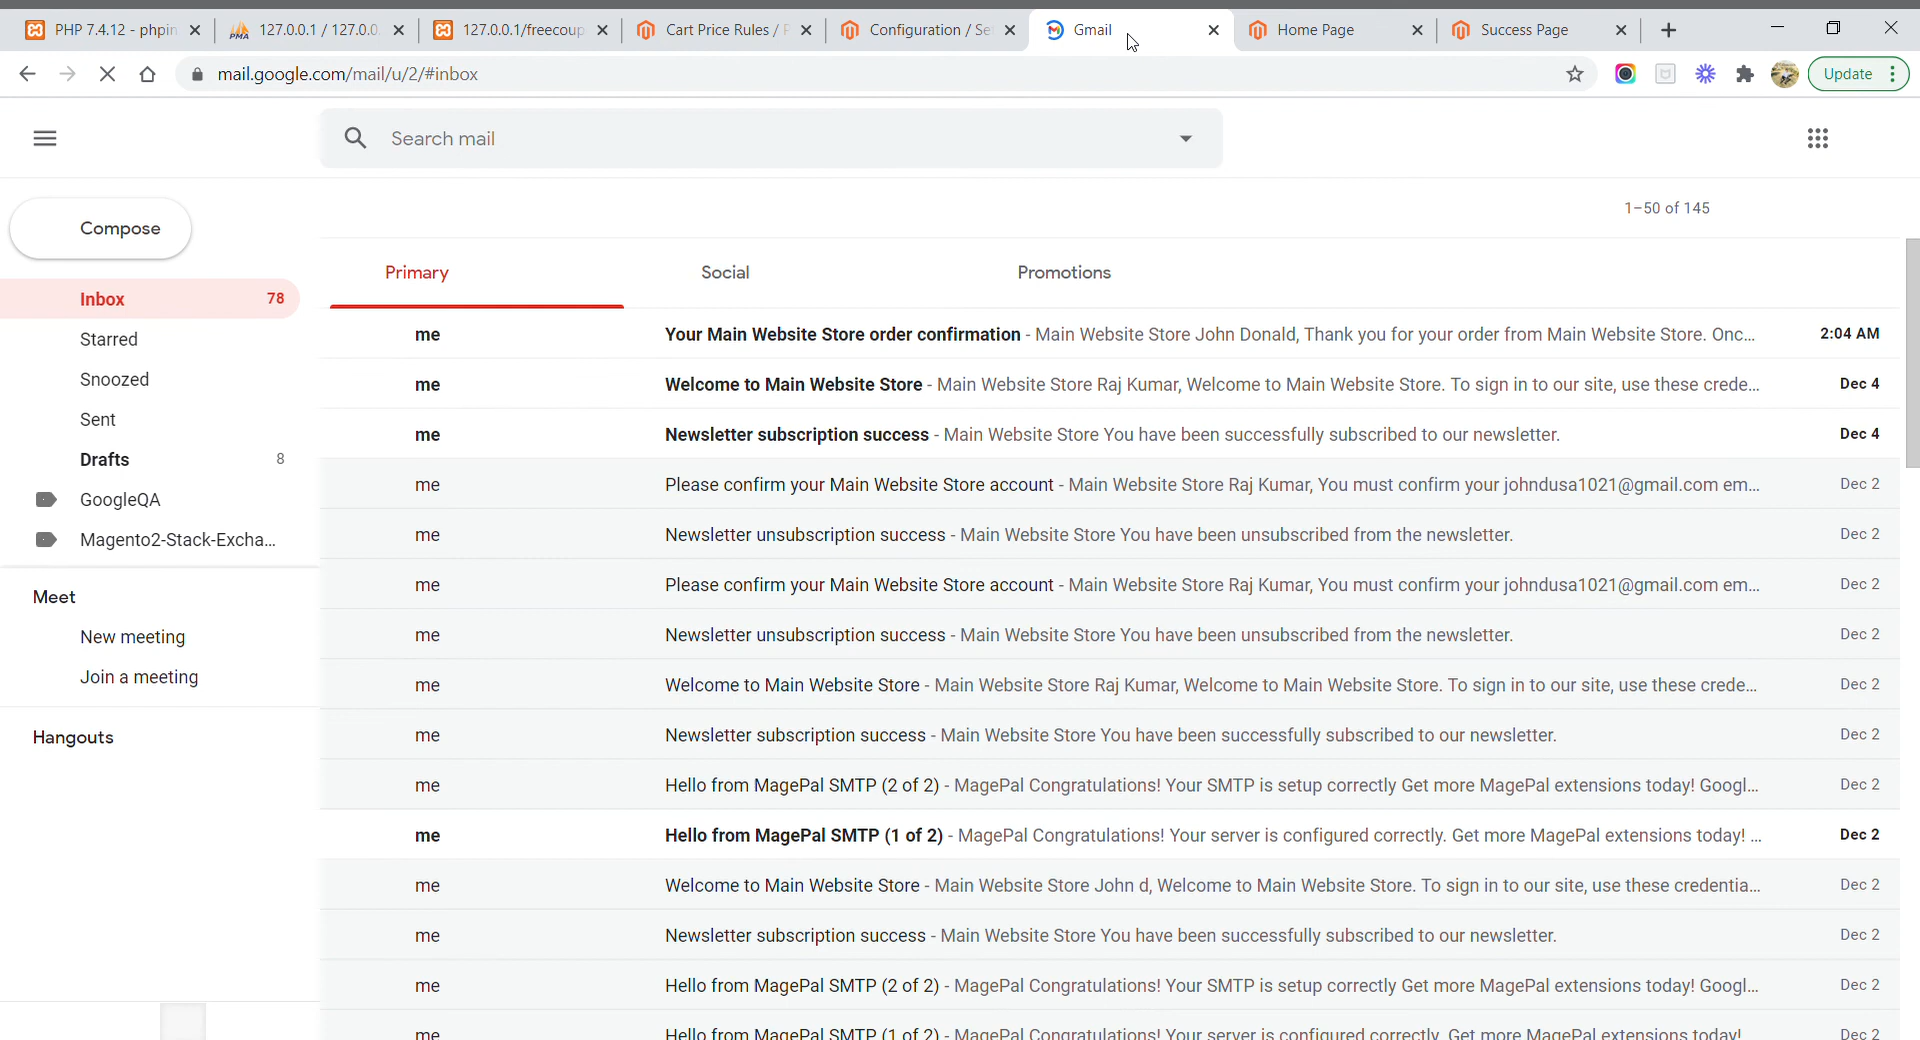 PHP 7.4.12 - phpin
127.0.0.1 / 127.0.0.
127.0.0.1/freecoup
Cart Price Rules / P
Configuration / Se
Gmail
Home Page
Success Page
mail.google.com/mail/u/2/#inbox
Update
Search mail
Compose
1–50 of 145
Primary
Social
Promotions
Inbox 78
Starred
Snoozed
Sent
Drafts 8
GoogleQA
Magento2-Stack-Excha...
Meet
New meeting
Join a meeting
Hangouts
me Your Main Website Store order confirmation - Main Website Store John Donald, Thank you for your order from Main Website Store. Onc... 2:04 AM
me Welcome to Main Website Store - Main Website Store Raj Kumar, Welcome to Main Website Store. To sign in to our site, use these crede... Dec 4
me Newsletter subscription success - Main Website Store You have been successfully subscribed to our newsletter. Dec 4
me Please confirm your Main Website Store account - Main Website Store Raj Kumar, You must confirm your johndusa1021@gmail.com em... Dec 2
me Newsletter unsubscription success - Main Website Store You have been unsubscribed from the newsletter. Dec 2
me Please confirm your Main Website Store account - Main Website Store Raj Kumar, You must confirm your johndusa1021@gmail.com em... Dec 2
me Newsletter unsubscription success - Main Website Store You have been unsubscribed from the newsletter. Dec 2
me Welcome to Main Website Store - Main Website Store Raj Kumar, Welcome to Main Website Store. To sign in to our site, use these crede... Dec 2
me Newsletter subscription success - Main Website Store You have been successfully subscribed to our newsletter. Dec 2
me Hello from MagePal SMTP (2 of 2) - MagePal Congratulations! Your SMTP is setup correctly Get more MagePal extensions today! Googl... Dec 2
me Hello from MagePal SMTP (1 of 2) - MagePal Congratulations! Your server is configured correctly. Get more MagePal extensions today! ... Dec 2
me Welcome to Main Website Store - Main Website Store John d, Welcome to Main Website Store. To sign in to our site, use these credentia... Dec 2
me Newsletter subscription success - Main Website Store You have been successfully subscribed to our newsletter. Dec 2
me Hello from MagePal SMTP (2 of 2) - MagePal Congratulations! Your SMTP is setup correctly Get more MagePal extensions today! Googl... Dec 2
me Hello from MagePal SMTP (1 of 2) - MagePal Congratulations! Your server is configured correctly. Get more MagePal extensions today! Dec 2